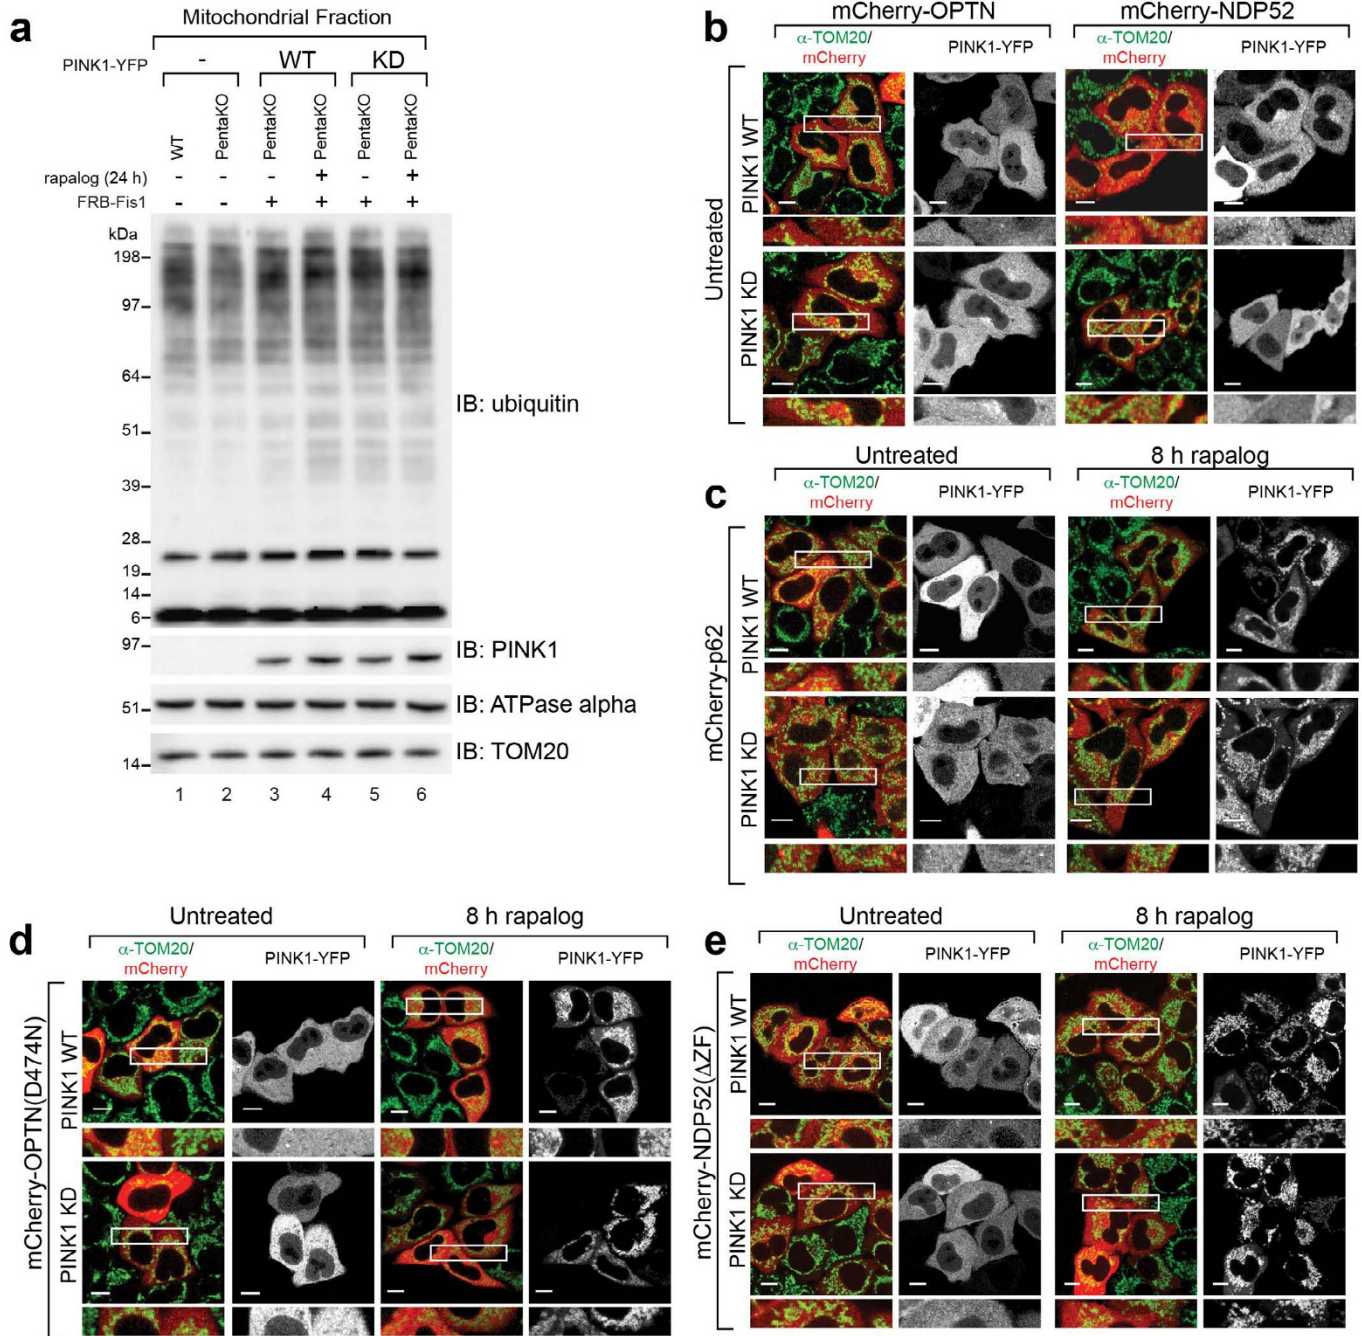 a
Mitochondrial Fraction
PINK1-YFP - WT KD
WT PentaKO PentaKO PentaKO PentaKO PentaKO
rapalog (24 h) - - - + - +
FRB-Fis1 - - + + + +
kDa
198
97
64
51
39
28
19
14
6
IB: ubiquitin
97
IB: PINK1
51
IB: ATPase alpha
14
IB: TOM20
1 2 3 4 5 6
b
mCherry-OPTN mCherry-NDP52
α-TOM20/
mCherry
PINK1-YFP
α-TOM20/
mCherry
PINK1-YFP
Untreated
PINK1 WT
PINK1 KD
c
Untreated 8 h rapalog
α-TOM20/
mCherry
PINK1-YFP
α-TOM20/
mCherry
PINK1-YFP
mCherry-p62
PINK1 WT
PINK1 KD
d
Untreated 8 h rapalog
α-TOM20/
mCherry
PINK1-YFP
α-TOM20/
mCherry
PINK1-YFP
mCherry-OPTN(D474N)
PINK1 WT
PINK1 KD
e
Untreated 8 h rapalog
α-TOM20/
mCherry
PINK1-YFP
α-TOM20/
mCherry
PINK1-YFP
mCherry-NDP52(ΔZF)
PINK1 WT
PINK1 KD